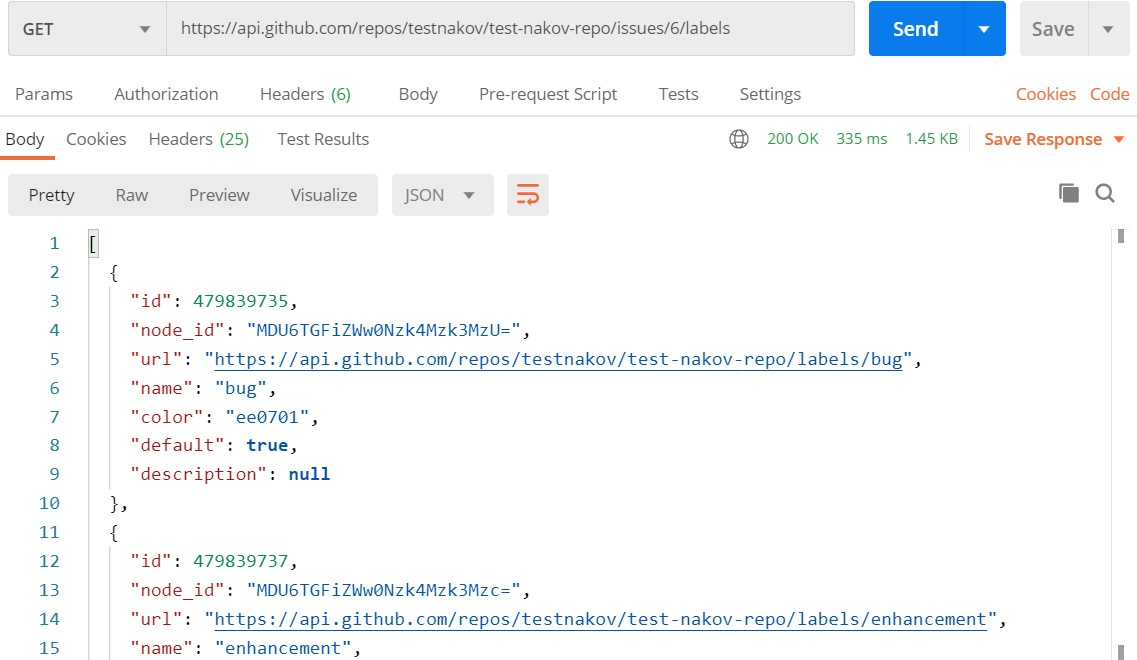 GET https://api.github.com/repos/testnakov/test-nakov-repo/issues/6/labels Send Save
Params Authorization Headers (6) Body Pre-request Script Tests Settings Cookies Code
Body Cookies Headers (25) Test Results 200 OK 335 ms 1.45 KB Save Response
Pretty Raw Preview Visualize JSON
1 [
2 {
3 "id": 479839735,
4 "node_id": "MDU6TGFiZWw0Nzk4Mzk3MzU=",
5 "url": "https://api.github.com/repos/testnakov/test-nakov-repo/labels/bug",
6 "name": "bug",
7 "color": "ee0701",
8 "default": true,
9 "description": null
10 },
11 {
12 "id": 479839737,
13 "node_id": "MDU6TGFiZWw0Nzk4Mzk3Mzc=",
14 "url": "https://api.github.com/repos/testnakov/test-nakov-repo/labels/enhancement",
15 "name": "enhancement",